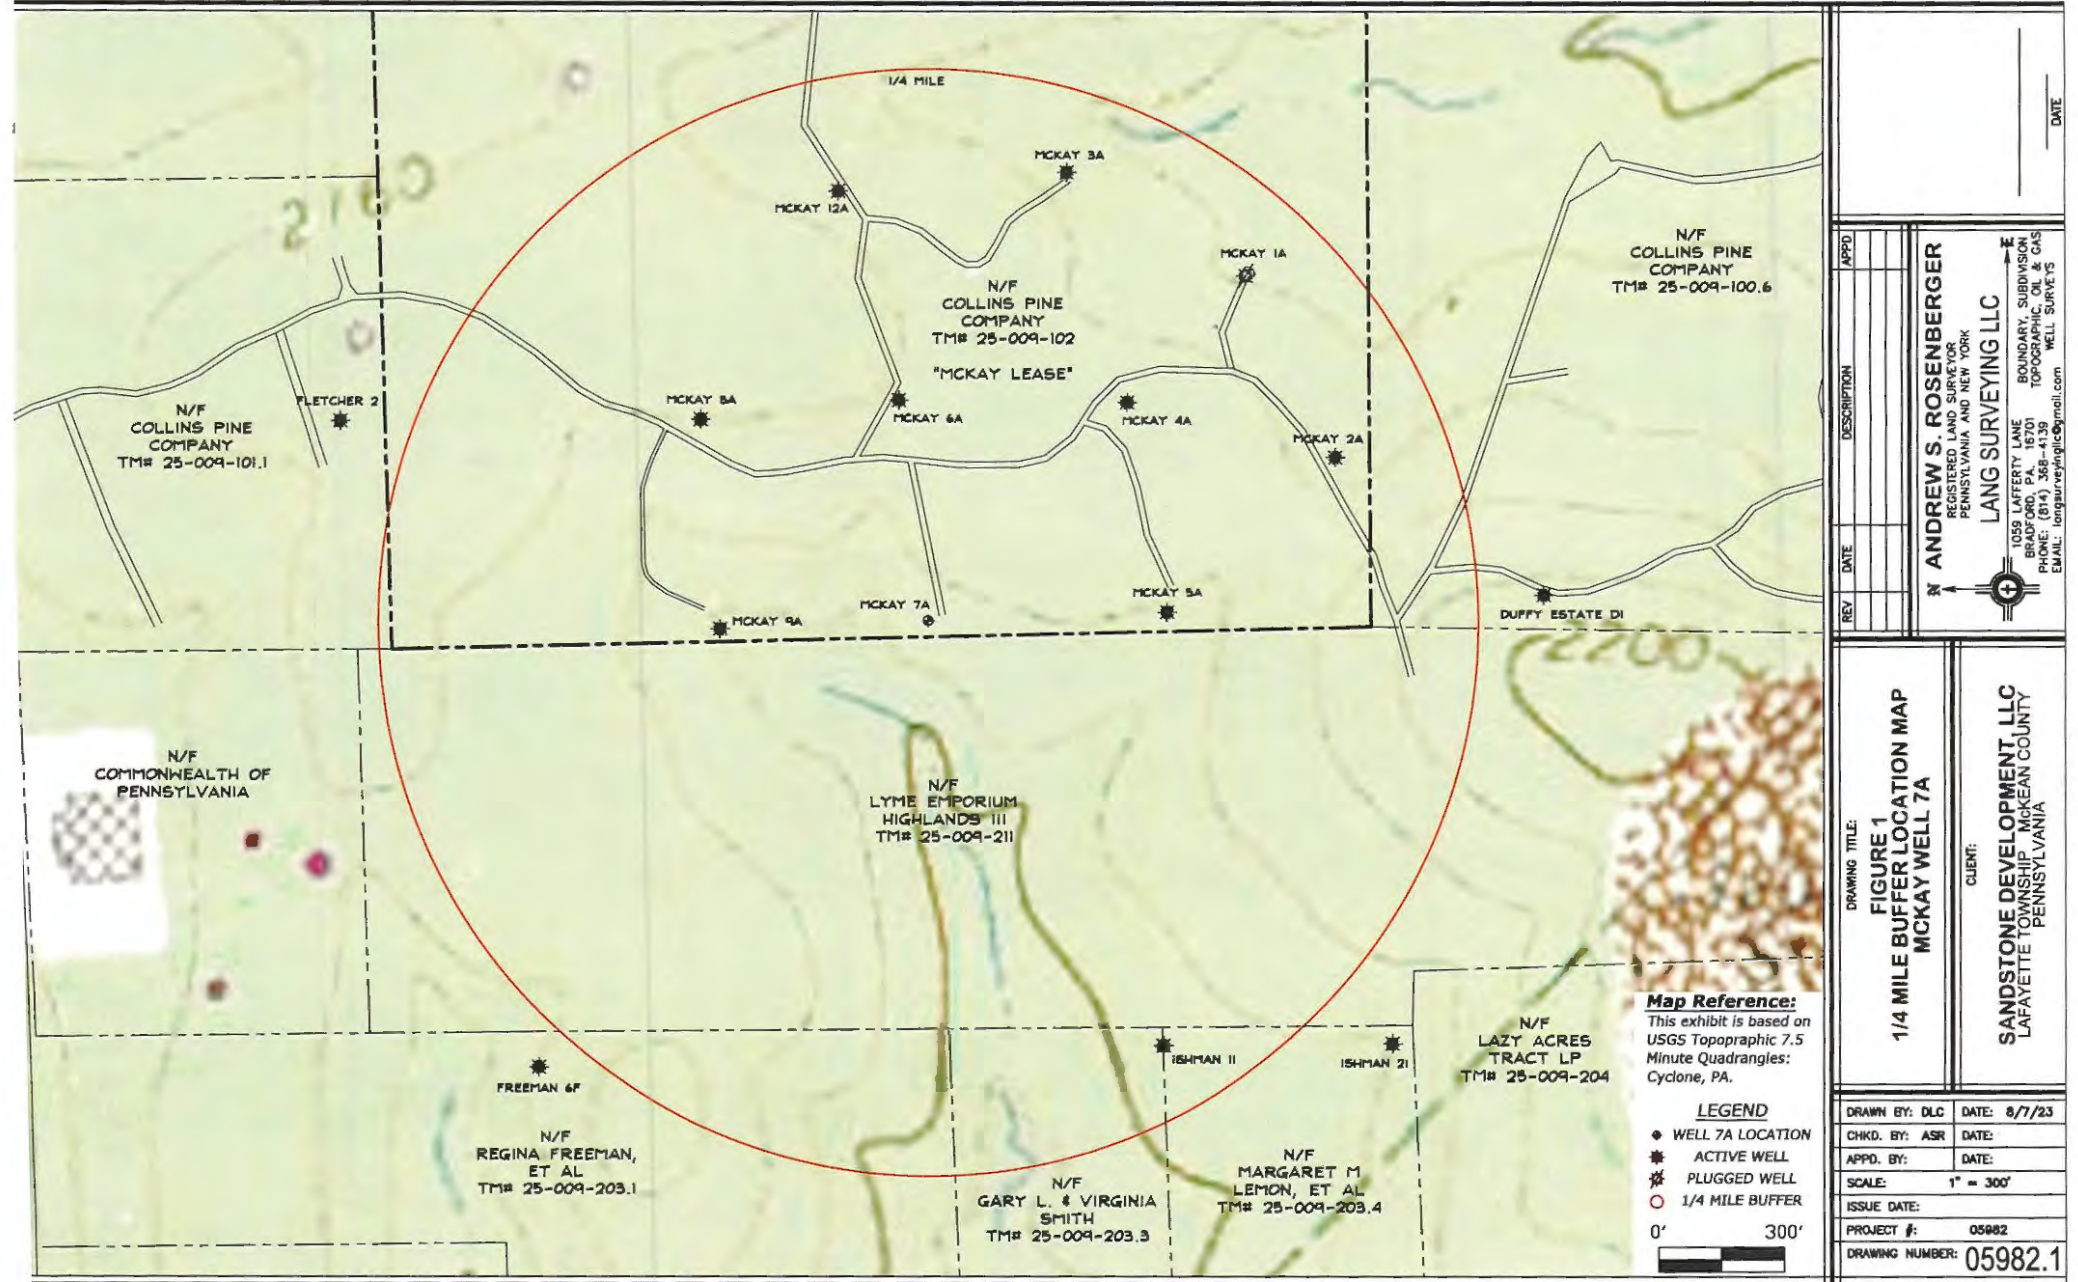 1/4 MILE
MCKAY 3A
MCKAY 12A
2160
MCKAY 1A
N/F
COLLINS PINE
COMPANY
TM# 25-009-102
"MCKAY LEASE"
N/F
COLLINS PINE
COMPANY
TM# 25-009-100.6
FLETCHER 2
N/F
COLLINS PINE
COMPANY
TM# 25-009-101.1
MCKAY 8A
MCKAY 6A
MCKAY 4A
MCKAY 2A
MCKAY 9A
MCKAY 7A
MCKAY 5A
DUFFY ESTATE D1
2200
N/F
COMMONWEALTH OF
PENNSYLVANIA
N/F
LYME EMPORIUM
HIGHLANDS III
TM# 25-009-211
FREEMAN 6F
ISHMAN 11
ISHMAN 21
N/F
LAZY ACRES
TRACT LP
TM# 25-009-204
N/F
REGINA FREEMAN,
ET AL
TM# 25-009-203.1
N/F
GARY L. & VIRGINIA
SMITH
TM# 25-009-203.3
N/F
MARGARET M
LEMON, ET AL
TM# 25-009-203.4
Map Reference:
This exhibit is based on
USGS Topopraphic 7.5
Minute Quadrangles:
Cyclone, PA.
LEGEND
WELL 7A LOCATION
ACTIVE WELL
PLUGGED WELL
1/4 MILE BUFFER
0' 300'
DATE
REV DATE DESCRIPTION APPD
ANDREW S. ROSENBERGER
REGISTERED LAND SURVEYOR
PENNSYLVANIA AND NEW YORK
LANG SURVEYING LLC
N
E
1059 LAFFERTY LANE
BRADFORD, PA. 16701
PHONE: (814) 368-4139
EMAIL: langsurveyingllc@gmail.com
BOUNDARY, SUBDIVISION
TOPOGRAPHIC, OIL & GAS
WELL SURVEYS
DRAWING TITLE:
FIGURE 1
1/4 MILE BUFFER LOCATION MAP
MCKAY WELL 7A
CLIENT:
SANDSTONE DEVELOPMENT, LLC
LAFAYETTE TOWNSHIP McKEAN COUNTY
PENNSYLVANIA
DRAWN BY: DLC DATE: 8/7/23
CHKD. BY: ASR DATE:
APPD. BY: DATE:
SCALE: 1" = 300'
ISSUE DATE:
PROJECT #: 05982
DRAWING NUMBER: 05982.1